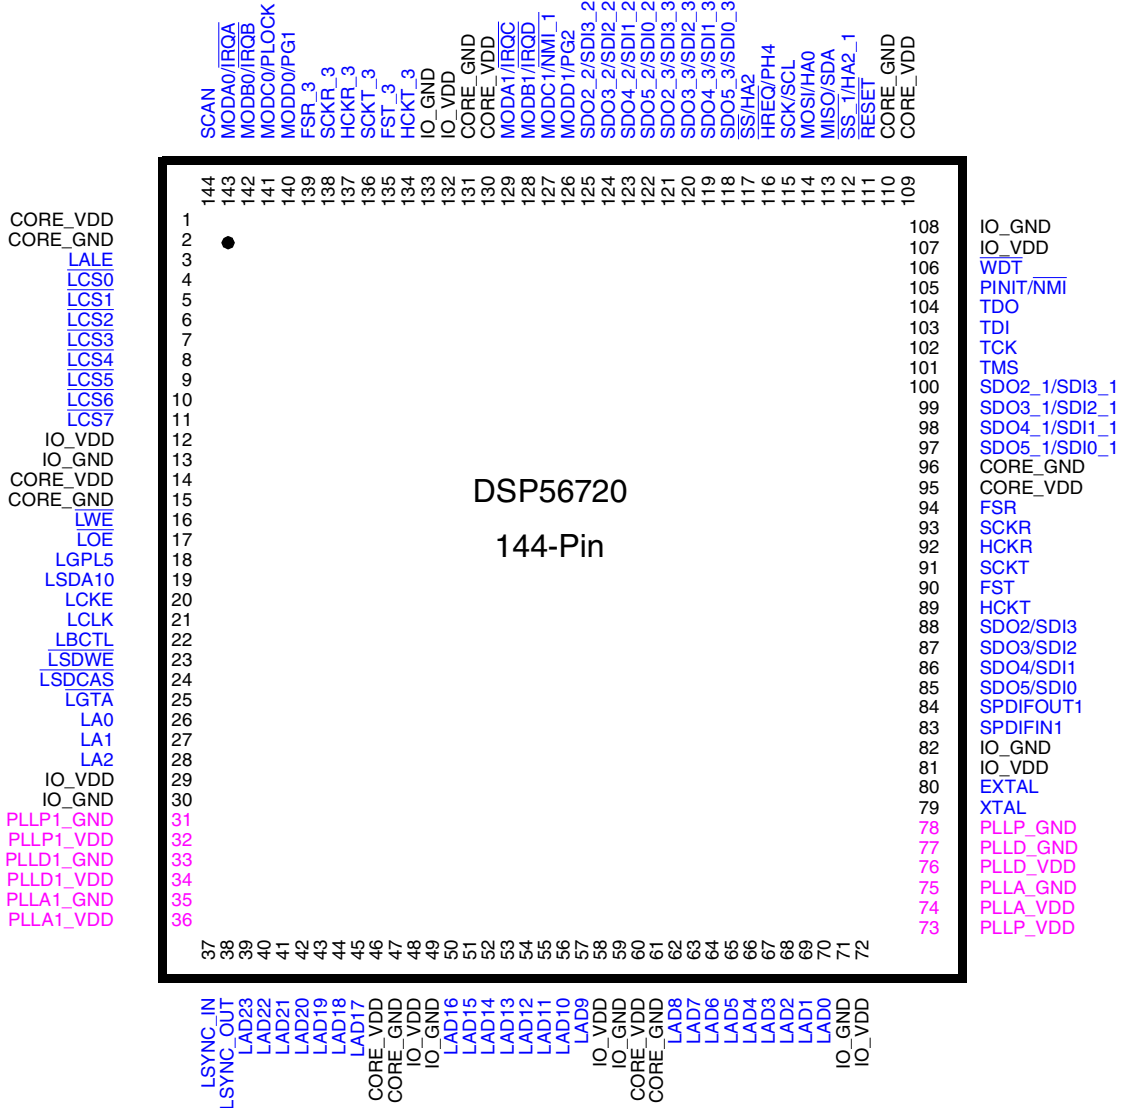 SCAN
MODA0/IRQA
MODB0/IRQB
MODC0/PLOCK
MODD0/PG1
FSR_3
SCKR_3
HCKR_3
SCKT_3
FST_3
HCKT_3
IO_GND
IO_VDD
CORE_GND
CORE_VDD
MODA1/IRQC
MODB1/IRQD
MODC1/NMI_1
MODD1/PG2
SDO2_2/SDI3_2
SDO3_2/SDI2_2
SDO4_2/SDI1_2
SDO5_2/SDI0_2
SDO2_3/SDI3_3
SDO3_3/SDI2_3
SDO4_3/SDI1_3
SDO5_3/SDI0_3
SS/HA2
HREQ/PH4
SCK/SCL
MOSI/HA0
MISO/SDA
SS_1/HA2_1
RESET
CORE_GND
CORE_VDD
144
143
142
141
140
139
138
137
136
135
134
133
132
131
130
129
128
127
126
125
124
123
122
121
120
119
118
117
116
115
114
113
112
111
110
109
CORE_VDD 1
CORE_GND 2
LALE 3
LCS0 4
LCS1 5
LCS2 6
LCS3 7
LCS4 8
LCS5 9
LCS6 10
LCS7 11
IO_VDD 12
IO_GND 13
CORE_VDD 14
CORE_GND 15
LWE 16
LOE 17
LGPL5 18
LSDA10 19
LCKE 20
LCLK 21
LBCTL 22
LSDWE 23
LSDCAS 24
LGTA 25
LA0 26
LA1 27
LA2 28
IO_VDD 29
IO_GND 30
PLLP1_GND 31
PLLP1_VDD 32
PLLD1_GND 33
PLLD1_VDD 34
PLLA1_GND 35
PLLA1_VDD 36
DSP56720
144-Pin
108 IO_GND
107 IO_VDD
106 WDT
105 PINIT/NMI
104 TDO
103 TDI
102 TCK
101 TMS
100 SDO2_1/SDI3_1
99 SDO3_1/SDI2_1
98 SDO4_1/SDI1_1
97 SDO5_1/SDI0_1
96 CORE_GND
95 CORE_VDD
94 FSR
93 SCKR
92 HCKR
91 SCKT
90 FST
89 HCKT
88 SDO2/SDI3
87 SDO3/SDI2
86 SDO4/SDI1
85 SDO5/SDI0
84 SPDIFOUT1
83 SPDIFIN1
82 IO_GND
81 IO_VDD
80 EXTAL
79 XTAL
78 PLLP_GND
77 PLLD_GND
76 PLLD_VDD
75 PLLA_GND
74 PLLA_VDD
73 PLLP_VDD
37
38
39
40
41
42
43
44
45
46
47
48
49
50
51
52
53
54
55
56
57
58
59
60
61
62
63
64
65
66
67
68
69
70
71
72
LSYNC_IN
LSYNC_OUT
LAD23
LAD22
LAD21
LAD20
LAD19
LAD18
LAD17
CORE_VDD
CORE_GND
IO_VDD
IO_GND
LAD16
LAD15
LAD14
LAD13
LAD12
LAD11
LAD10
LAD9
IO_VDD
IO_GND
CORE_VDD
CORE_GND
LAD8
LAD7
LAD6
LAD5
LAD4
LAD3
LAD2
LAD1
LAD0
IO_GND
IO_VDD